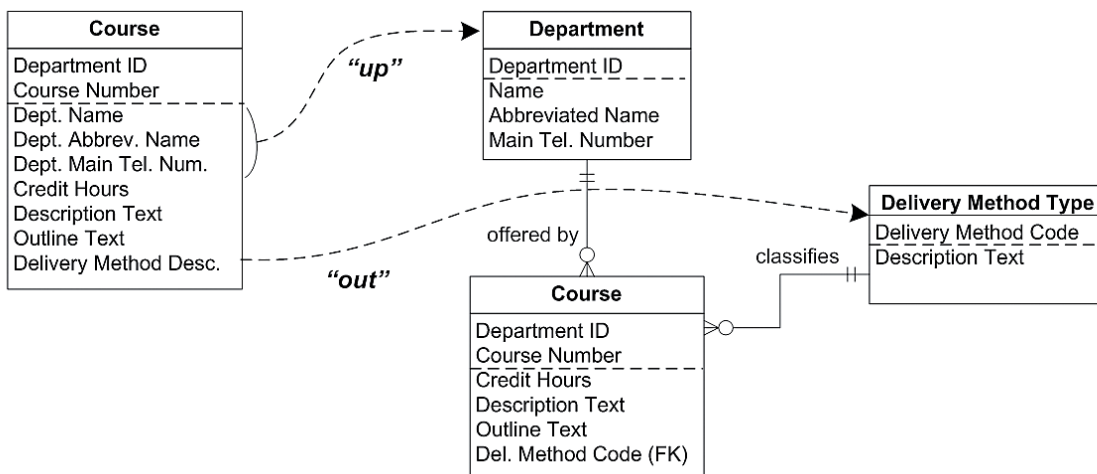 Course
Department ID
Course Number
Dept. Name
Dept. Abbrev. Name
Dept. Main Tel. Num.
Credit Hours
Description Text
Outline Text
Delivery Method Desc.
"up"
"out"
Department
Department ID
Name
Abbreviated Name
Main Tel. Number
offered by
Delivery Method Type
Delivery Method Code
Description Text
classifies
Course
Department ID
Course Number
Credit Hours
Description Text
Outline Text
Del. Method Code (FK)